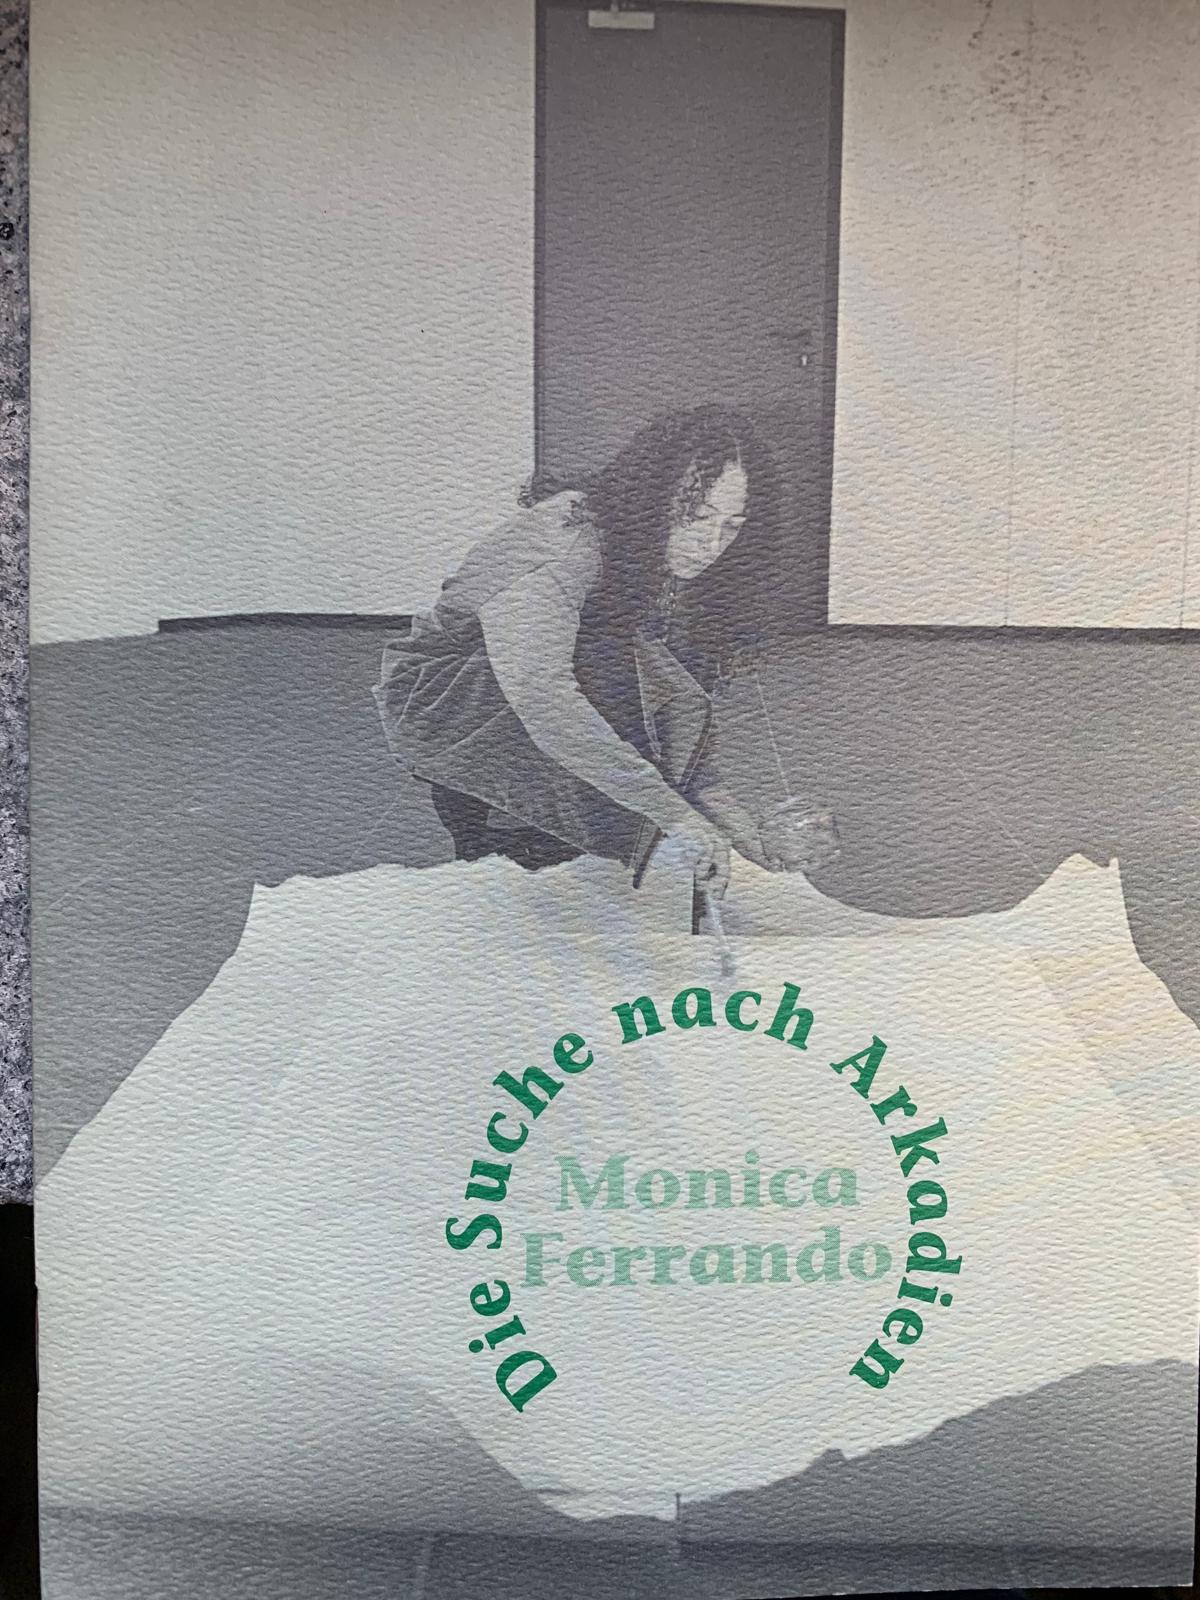 Die Suche nach Arkadien
Monica
Ferrando